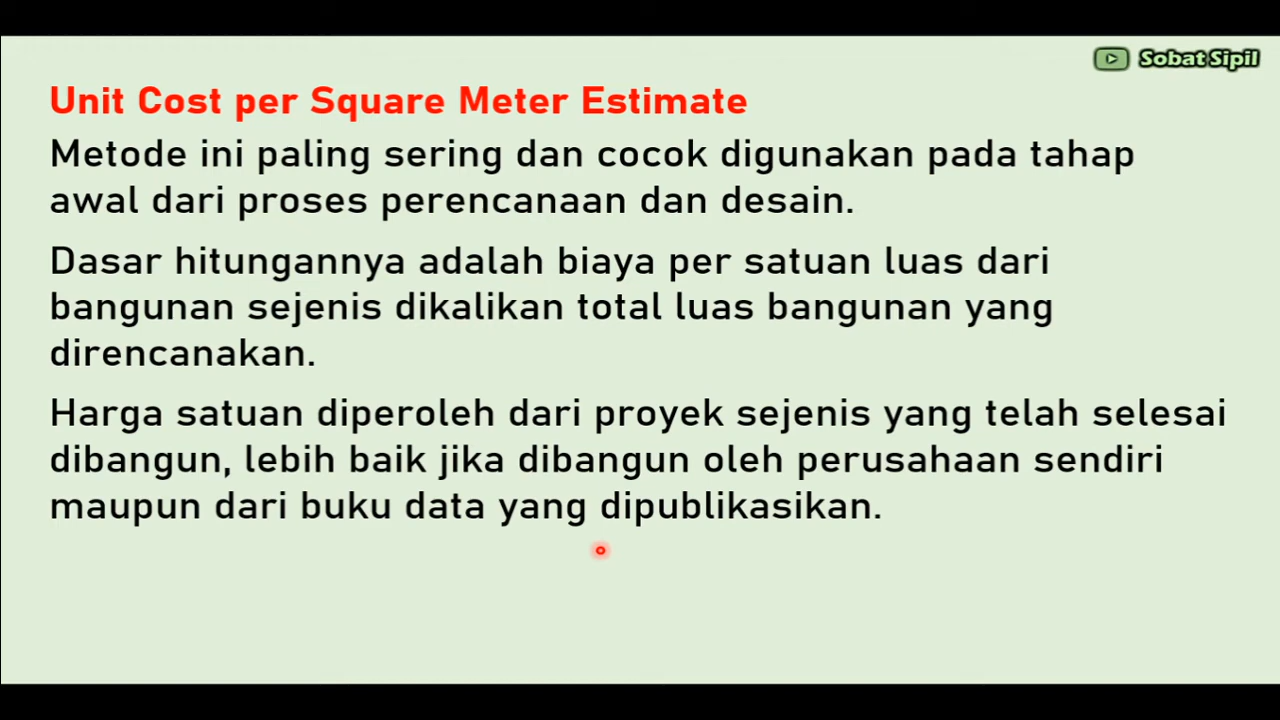 Sobat Sipil
Unit Cost per Square Meter Estimate
Metode ini paling sering dan cocok digunakan pada tahap
awal dari proses perencanaan dan desain.
Dasar hitungannya adalah biaya per satuan luas dari
bangunan sejenis dikalikan total luas bangunan yang
direncanakan.
Harga satuan diperoleh dari proyek sejenis yang telah selesai
dibangun, lebih baik jika dibangun oleh perusahaan sendiri
maupun dari buku data yang dipublikasikan.